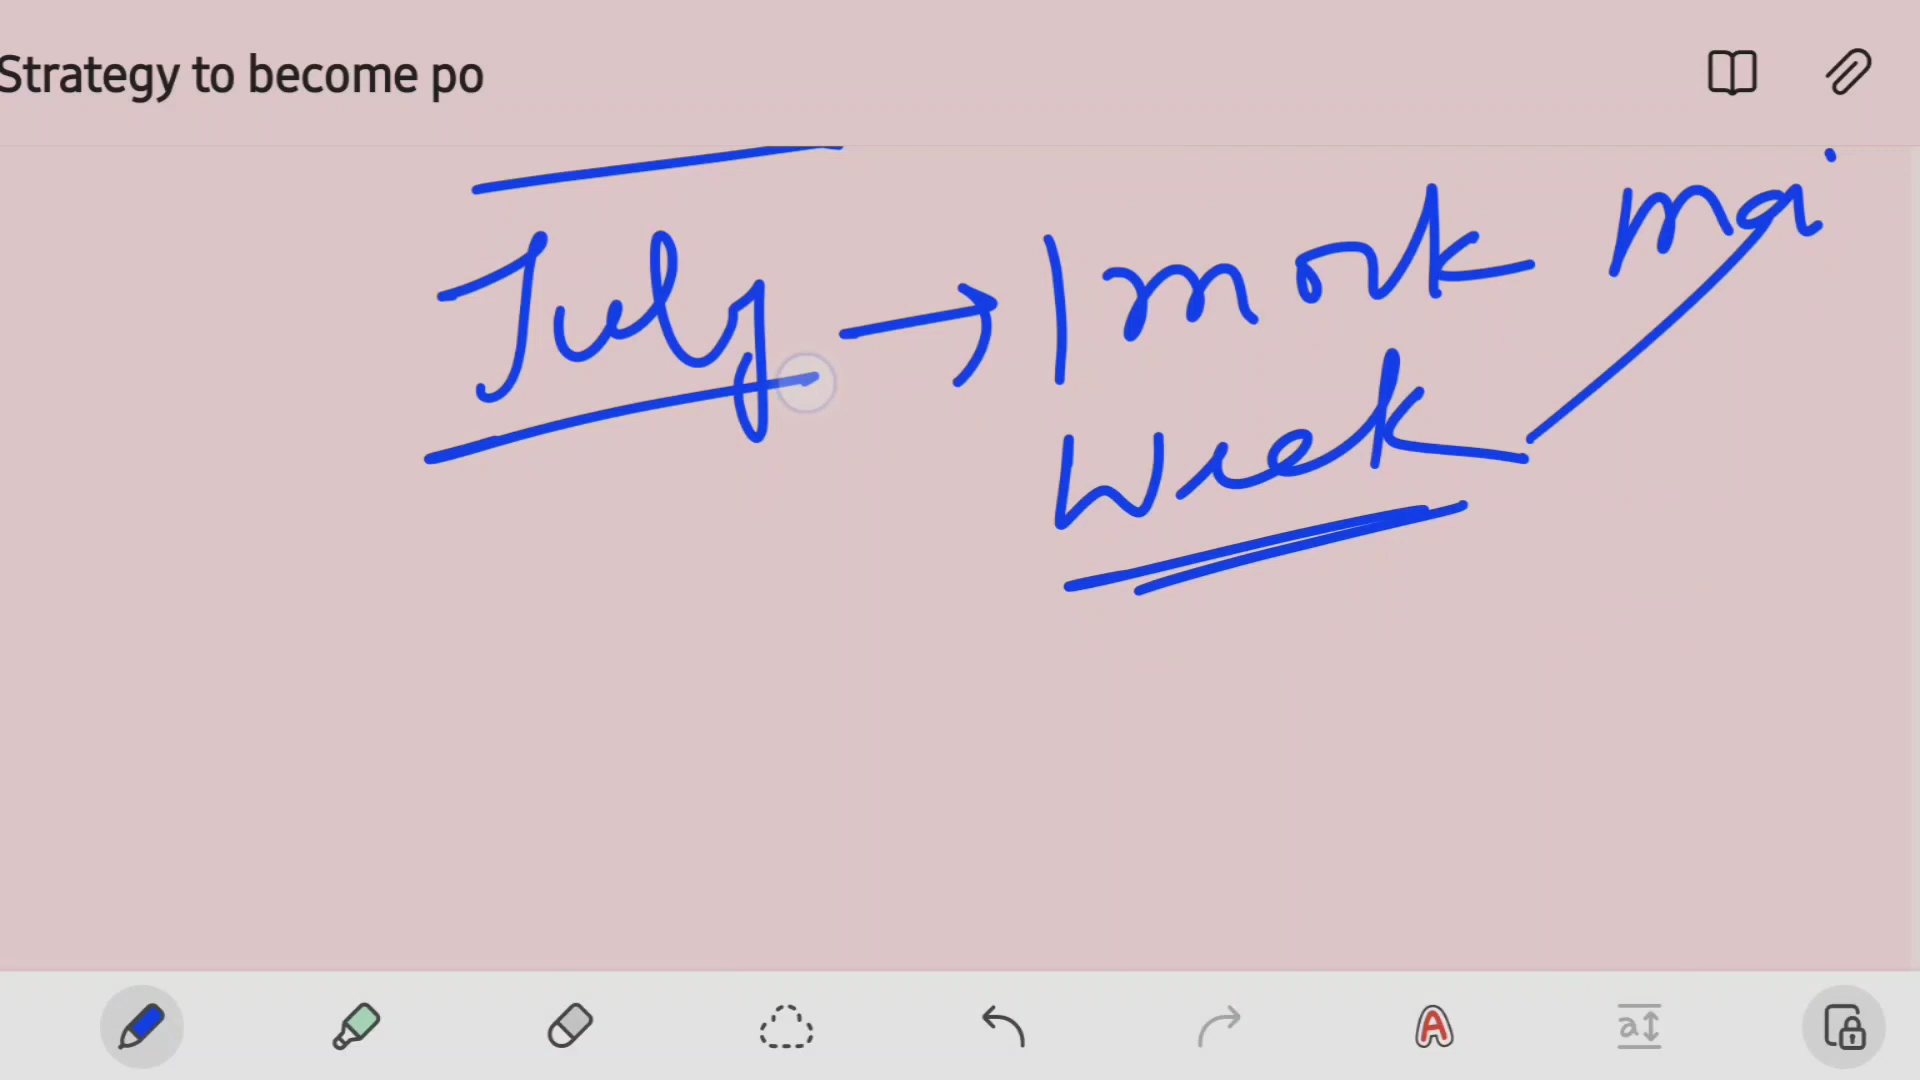 Strategy to become po
July → 1 mock mai
week